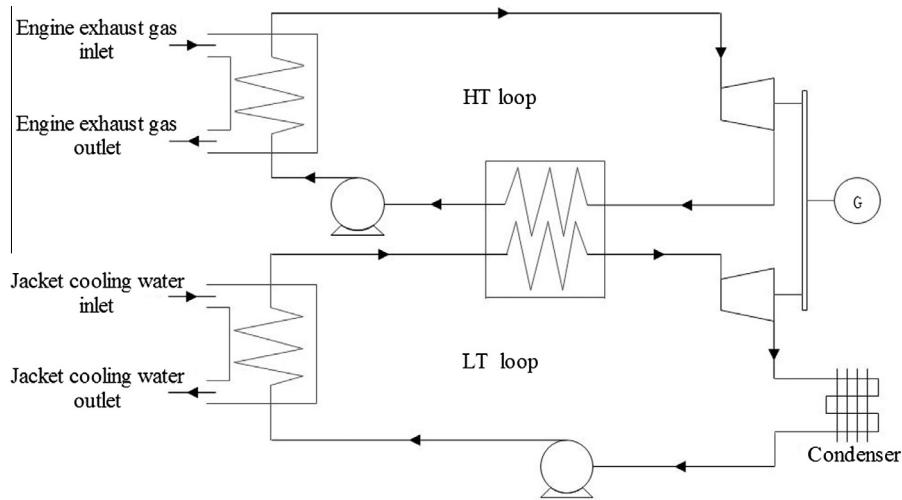 Engine exhaust gas
inlet
Engine exhaust gas
outlet
HT loop
G
Jacket cooling water
inlet
Jacket cooling water
outlet
LT loop
Condenser